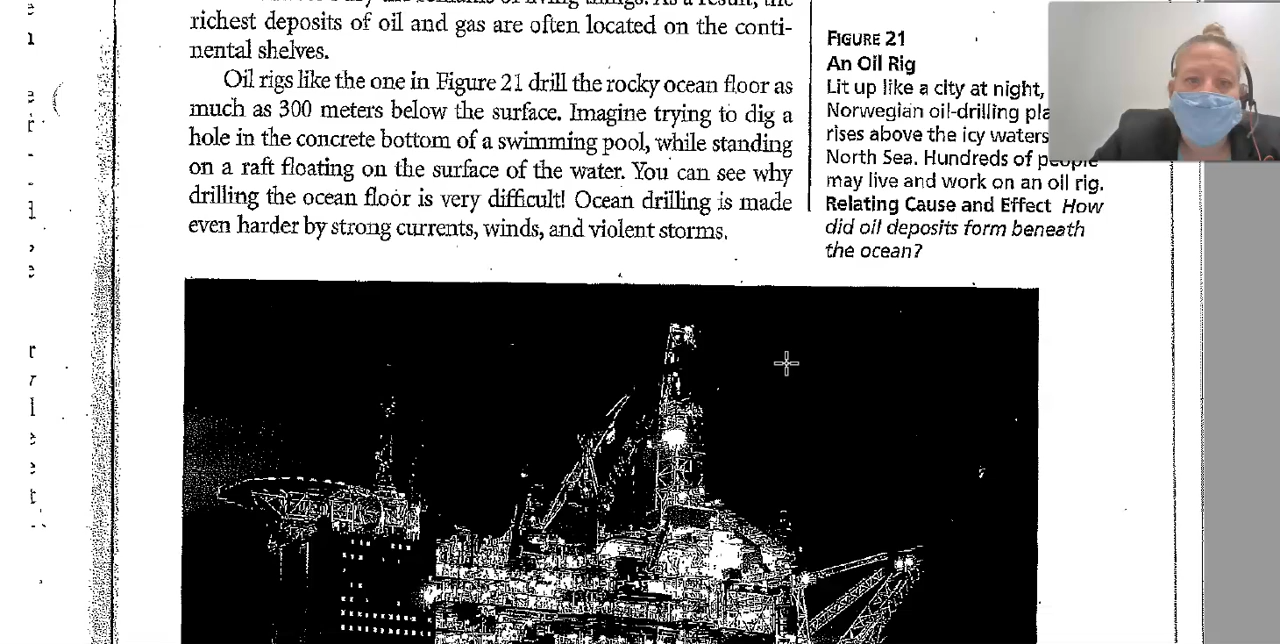 richest deposits of oil and gas are often located on the conti-
nental shelves.
Oil rigs like the one in Figure 21 drill the rocky ocean floor as
much as 300 meters below the surface. Imagine trying to dig a
hole in the concrete bottom of a swimming pool, while standing
on a raft floating on the surface of the water. You can see why
drilling the ocean floor is very difficult! Ocean drilling is made
even harder by strong currents, winds, and violent storms.
FIGURE 21
An Oil Rig
Lit up like a city at night,
Norwegian oil-drilling pla
rises above the icy waters
North Sea. Hundreds of people
may live and work on an oil rig.
Relating Cause and Effect How
did oil deposits form beneath
the ocean?